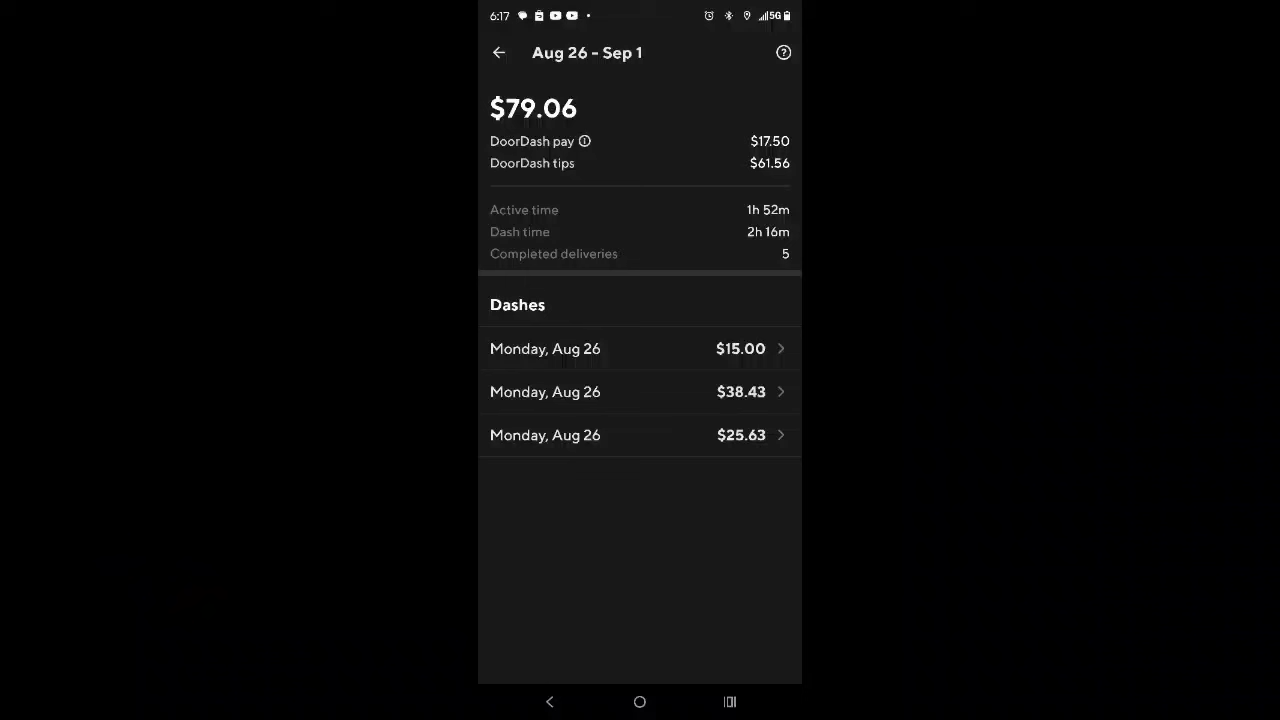 6:17 5G
Aug 26 - Sep 1
$79.06
DoorDash pay $17.50
DoorDash tips $61.56
Active time 1h 52m
Dash time 2h 16m
Completed deliveries 5
Dashes
Monday, Aug 26 $15.00
Monday, Aug 26 $38.43
Monday, Aug 26 $25.63